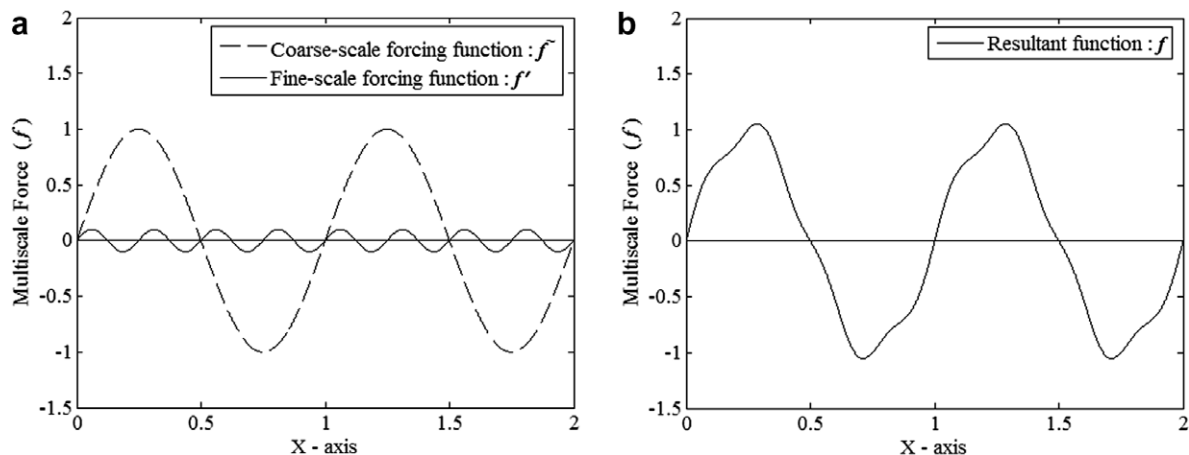 a
2
1.5
1
0.5
0
-0.5
-1
-1.5
Multiscale Force (f)
Coarse-scale forcing function : f˜
Fine-scale forcing function : f′
0
0.5
1
1.5
2
X - axis
b
2
1.5
1
0.5
0
-0.5
-1
-1.5
Multiscale Force (f)
Resultant function : f
0
0.5
1
1.5
2
X - axis